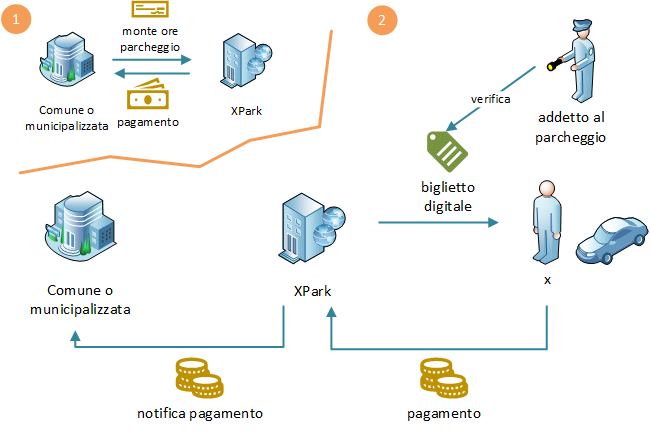 1
monte ore
parcheggio
Comune o
municipalizzata
XPark
pagamento
2
verifica
addetto al
parcheggio
biglietto
digitale
Comune o
municipalizzata
XPark
x
notifica pagamento
pagamento